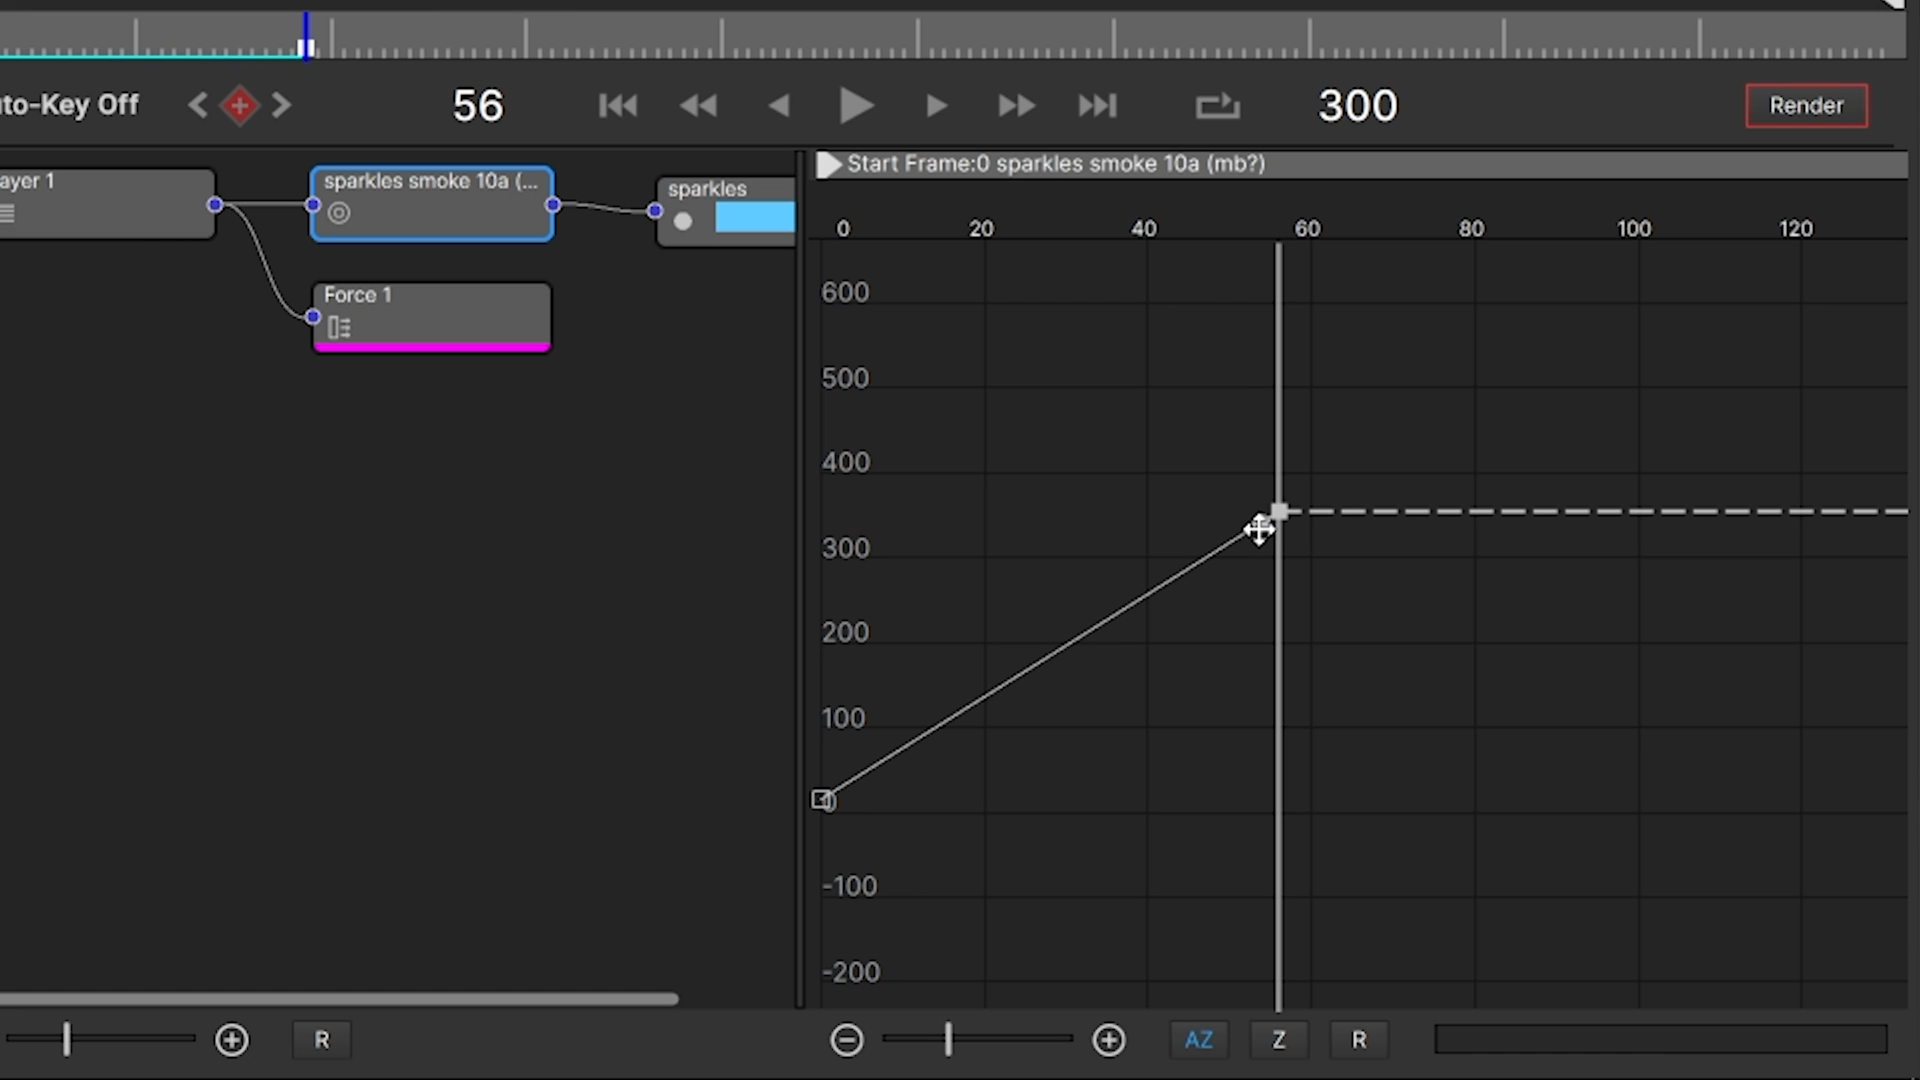 to-Key Off
56
300
Render
ayer 1
sparkles smoke 10a (...
sparkles
Force 1
Start Frame:0 sparkles smoke 10a (mb?)
0 20 40 60 80 100 120
600
500
400
300
200
100
0
-100
-200
R
AZ
Z
R